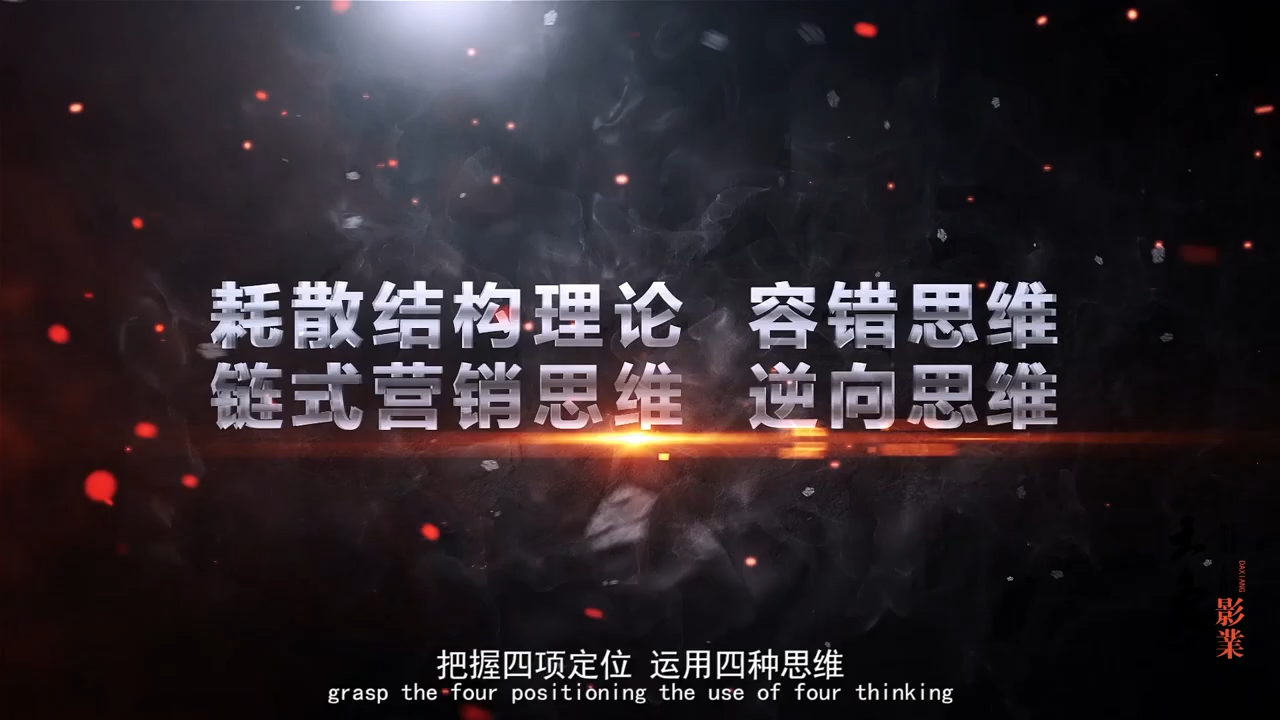 耗散结构理论 容错思维
链式营销思维 逆向思维
DAXIANG
影業
把握四项定位 运用四种思维
grasp the four positioning the use of four thinking